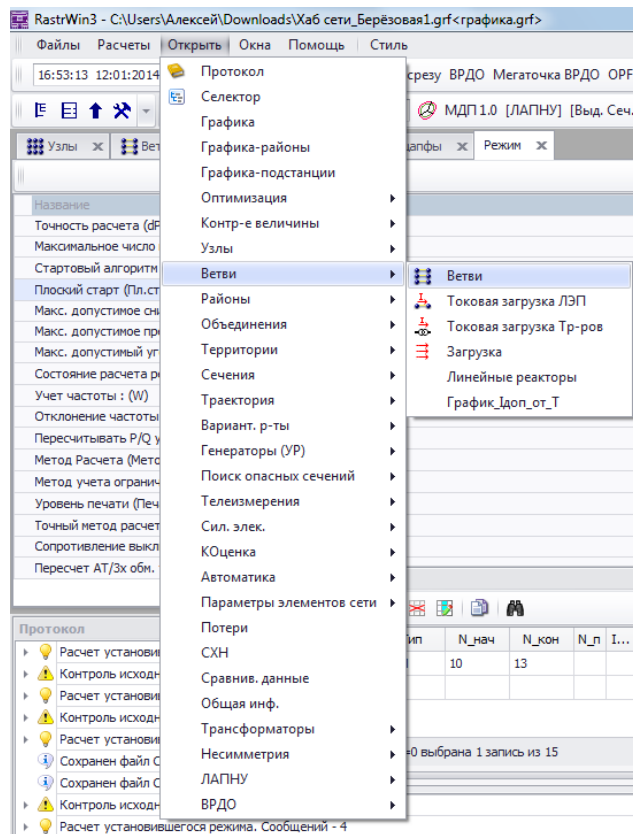 RastrWin3 - C:\Users\Алексей\Downloads\Хаб сети_Берёзовая1.grf<графика.grf>
Файлы Расчеты Открыть Окна Помощь Стиль
16:53:13 12:01:2014 срезу ВРДО Мегаточка ВРДО OPF
МДП 1.0 [ЛАПНУ] [Выд. Сеч.
Узлы Вет цапфы Режим
Название
Точность расчета (dP
Максимальное число
Стартовый алгоритм
Плоский старт (Пл.ст
Макс. допустимое сни
Макс. допустимое пре
Макс. допустимый уг
Состояние расчета ре
Учет частоты : (W)
Отклонение частоты
Пересчитывать P/Q у
Метод Расчета (Мето
Метод учета огранич
Уровень печати (Печ
Точный метод расчет
Сопротивление выкл
Пересчет АТ/3х обм.
Протокол
Селектор
Графика
Графика-районы
Графика-подстанции
Оптимизация
Контр-е величины
Узлы
Ветви
Районы
Объединения
Территории
Сечения
Траектория
Вариант. р-ты
Генераторы (УР)
Поиск опасных сечений
Телеизмерения
Сил. элек.
КОценка
Автоматика
Параметры элементов сети
Потери
СХН
Сравнив. данные
Общая инф.
Трансформаторы
Несимметрия
ЛАПНУ
ВРДО
Ветви
Токовая загрузка ЛЭП
Токовая загрузка Тр-ров
Загрузка
Линейные реакторы
График_Iдоп_от_Т
Тип N_нач N_кон N_п I...
10 13
=0 выбрана 1 запись из 15
Протокол
Расчет установи
Контроль исходн
Расчет установи
Контроль исходн
Расчет установи
Сохранен файл С
Сохранен файл С
Контроль исходн
Расчет установившегося режима. Сообщений - 4